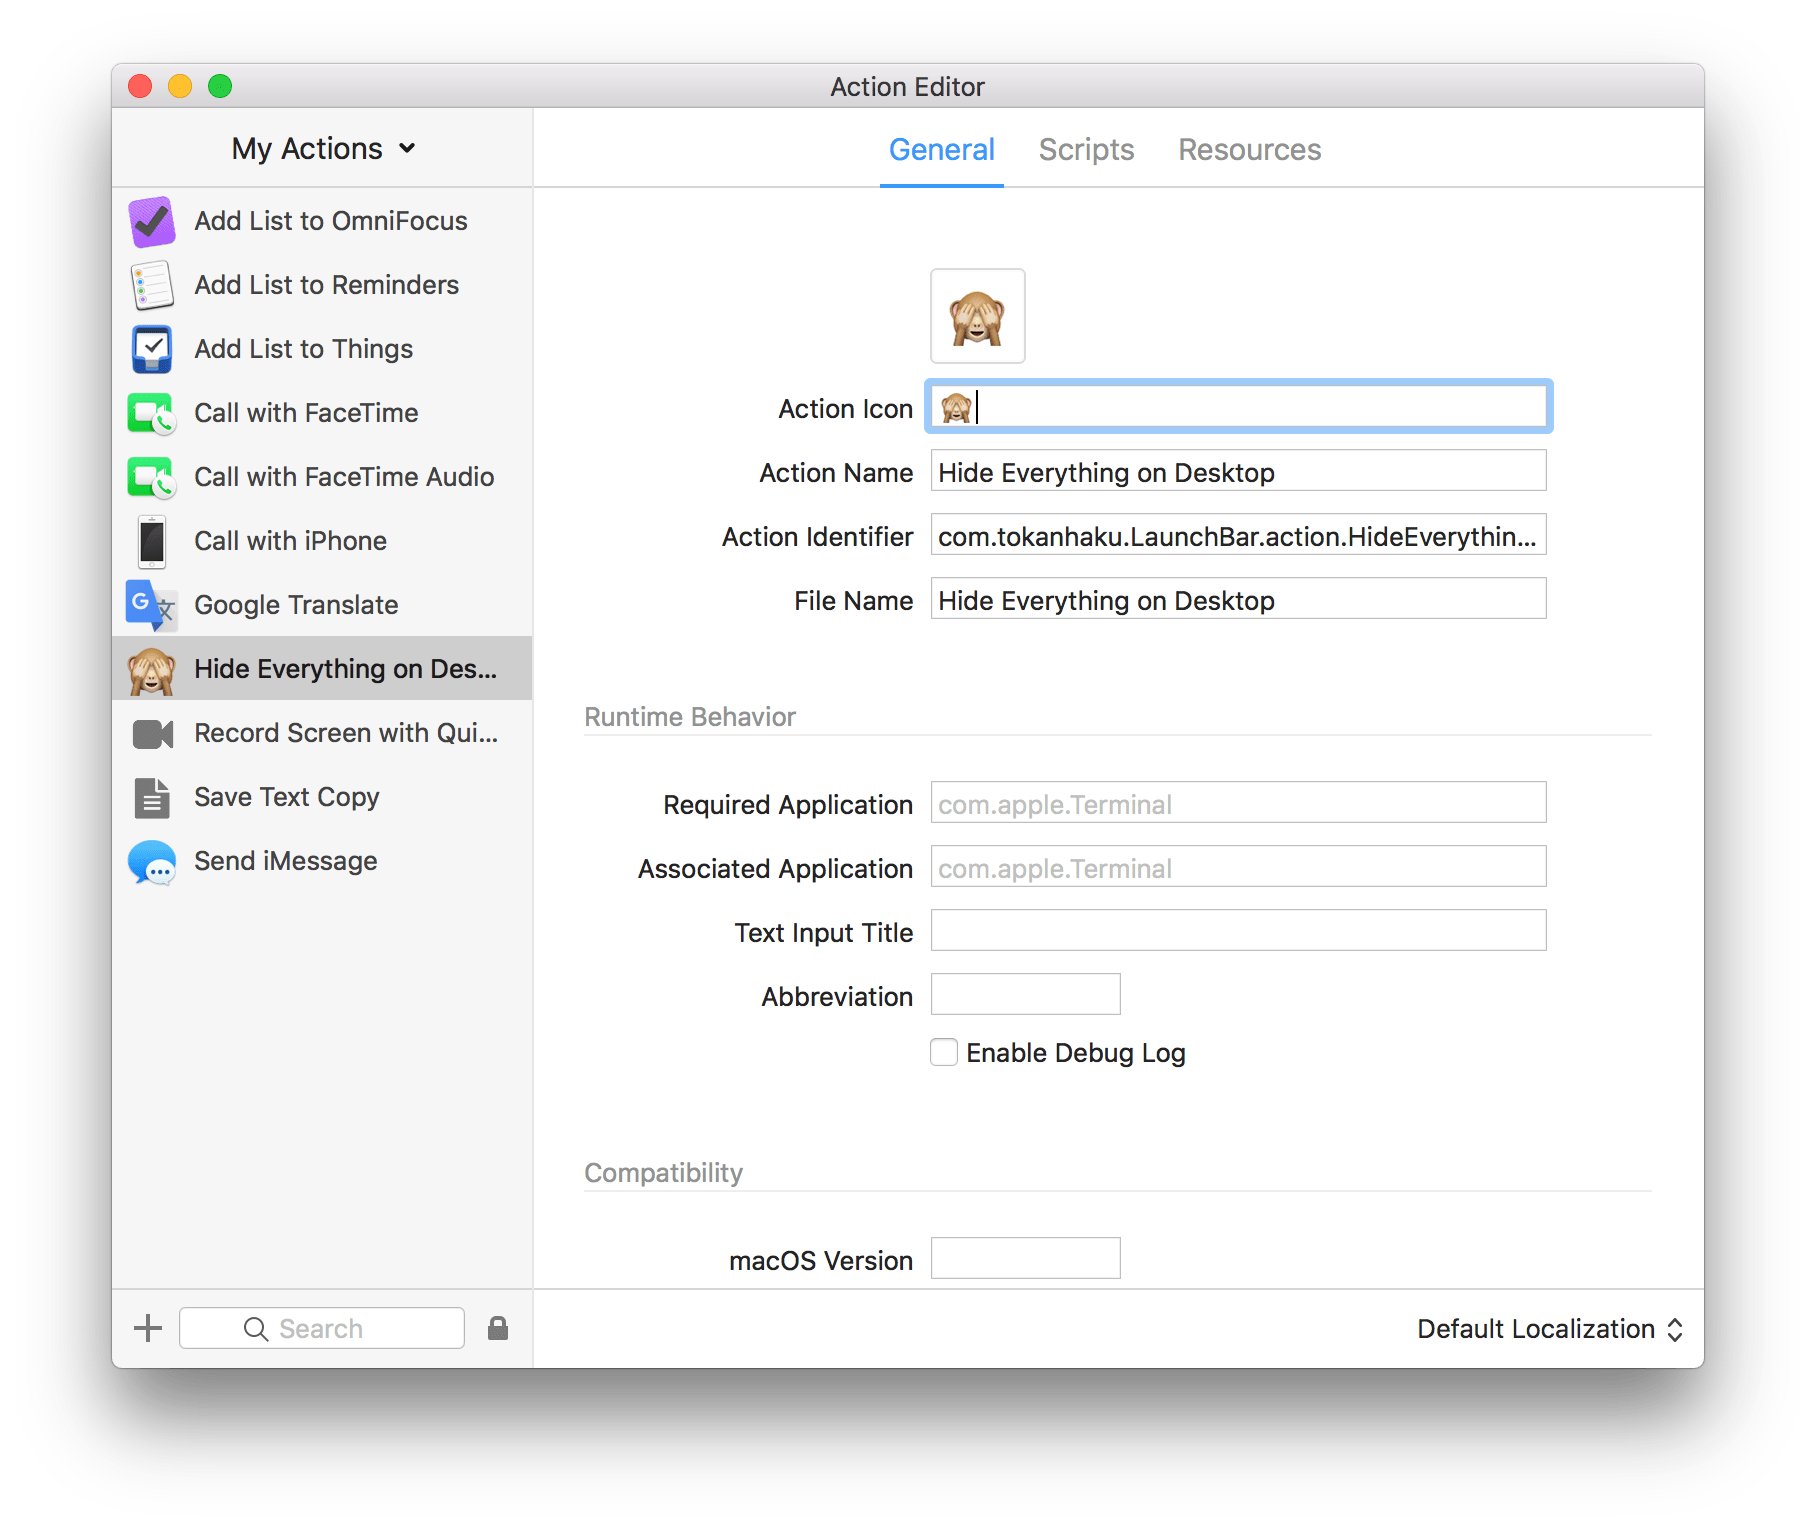 Action Editor
My Actions
General
Scripts
Resources
Add List to OmniFocus
Add List to Reminders
Add List to Things
Call with FaceTime
Call with FaceTime Audio
Call with iPhone
Google Translate
Hide Everything on Des...
Record Screen with Qui...
Save Text Copy
Send iMessage
Search
Action Icon 🙈
Action Name Hide Everything on Desktop
Action Identifier com.tokanhaku.LaunchBar.action.HideEverythin...
File Name Hide Everything on Desktop
Runtime Behavior
Required Application com.apple.Terminal
Associated Application com.apple.Terminal
Text Input Title
Abbreviation
Enable Debug Log
Compatibility
macOS Version
Default Localization